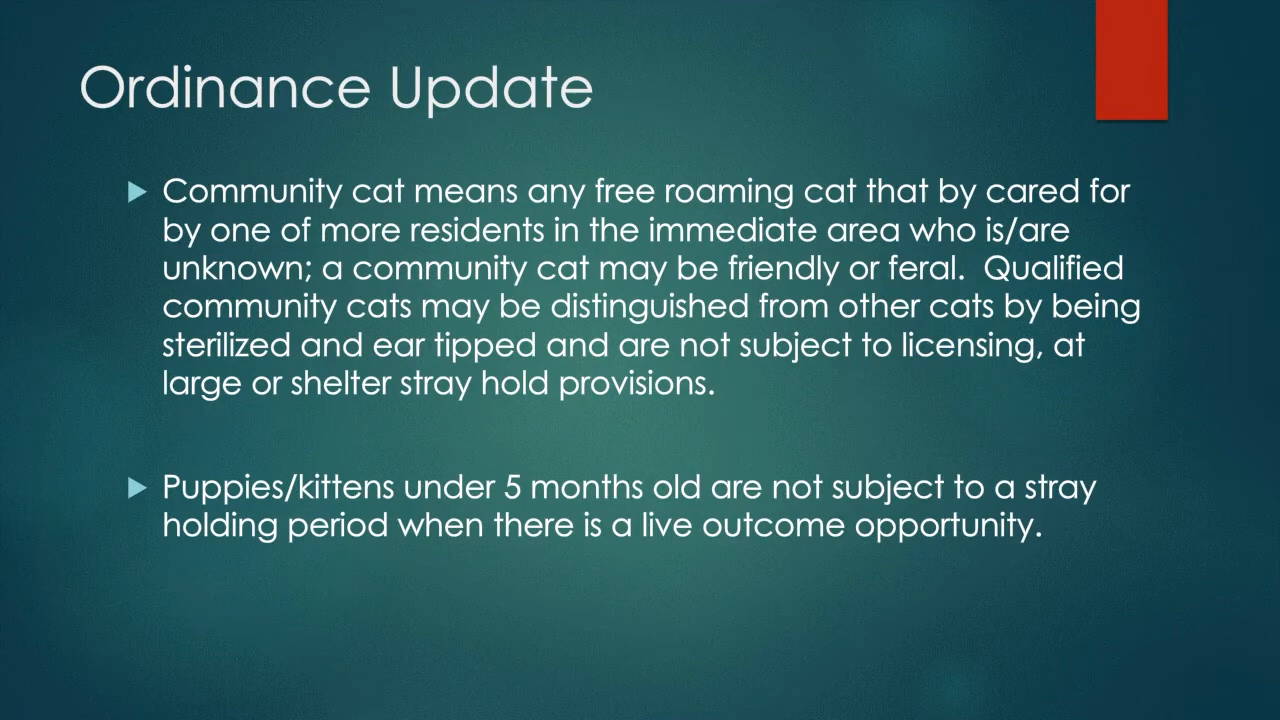 Ordinance Update
Community cat means any free roaming cat that by cared for
by one of more residents in the immediate area who is/are
unknown; a community cat may be friendly or feral.  Qualified
community cats may be distinguished from other cats by being
sterilized and ear tipped and are not subject to licensing, at
large or shelter stray hold provisions.
Puppies/kittens under 5 months old are not subject to a stray
holding period when there is a live outcome opportunity.